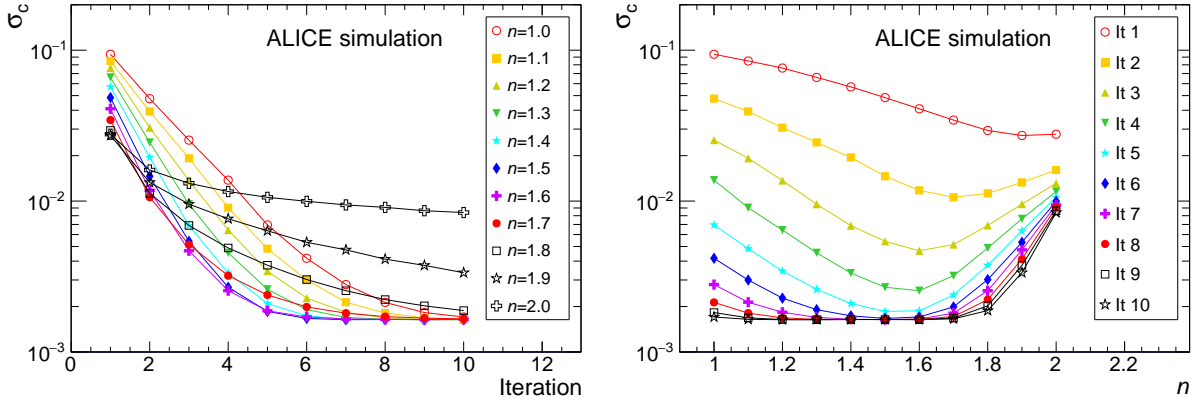 σc
ALICE simulation
n=1.0
n=1.1
n=1.2
n=1.3
n=1.4
n=1.5
n=1.6
n=1.7
n=1.8
n=1.9
n=2.0
10⁻¹
10⁻²
10⁻³
0 2 4 6 8 10 12
Iteration
σc
ALICE simulation
It 1
It 2
It 3
It 4
It 5
It 6
It 7
It 8
It 9
It 10
10⁻¹
10⁻²
10⁻³
1 1.2 1.4 1.6 1.8 2 2.2
n